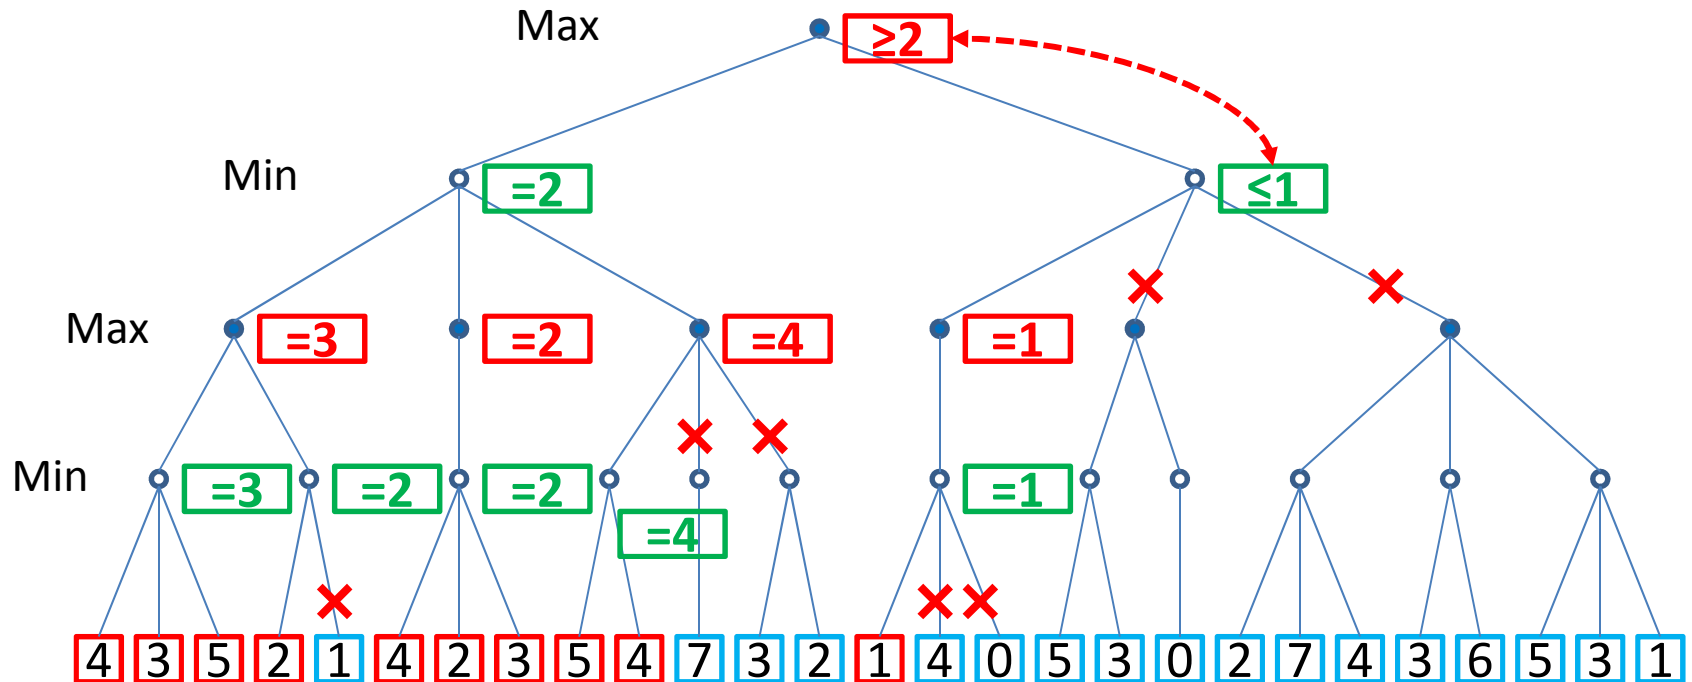 Max ≥2
Min =2 ≤1
Max =3 =2 =4 =1
Min =3 =2 =2 =4 =1
4 3 5 2 1 4 2 3 5 4 7 3 2 1 4 0 5 3 0 2 7 4 3 6 5 3 1